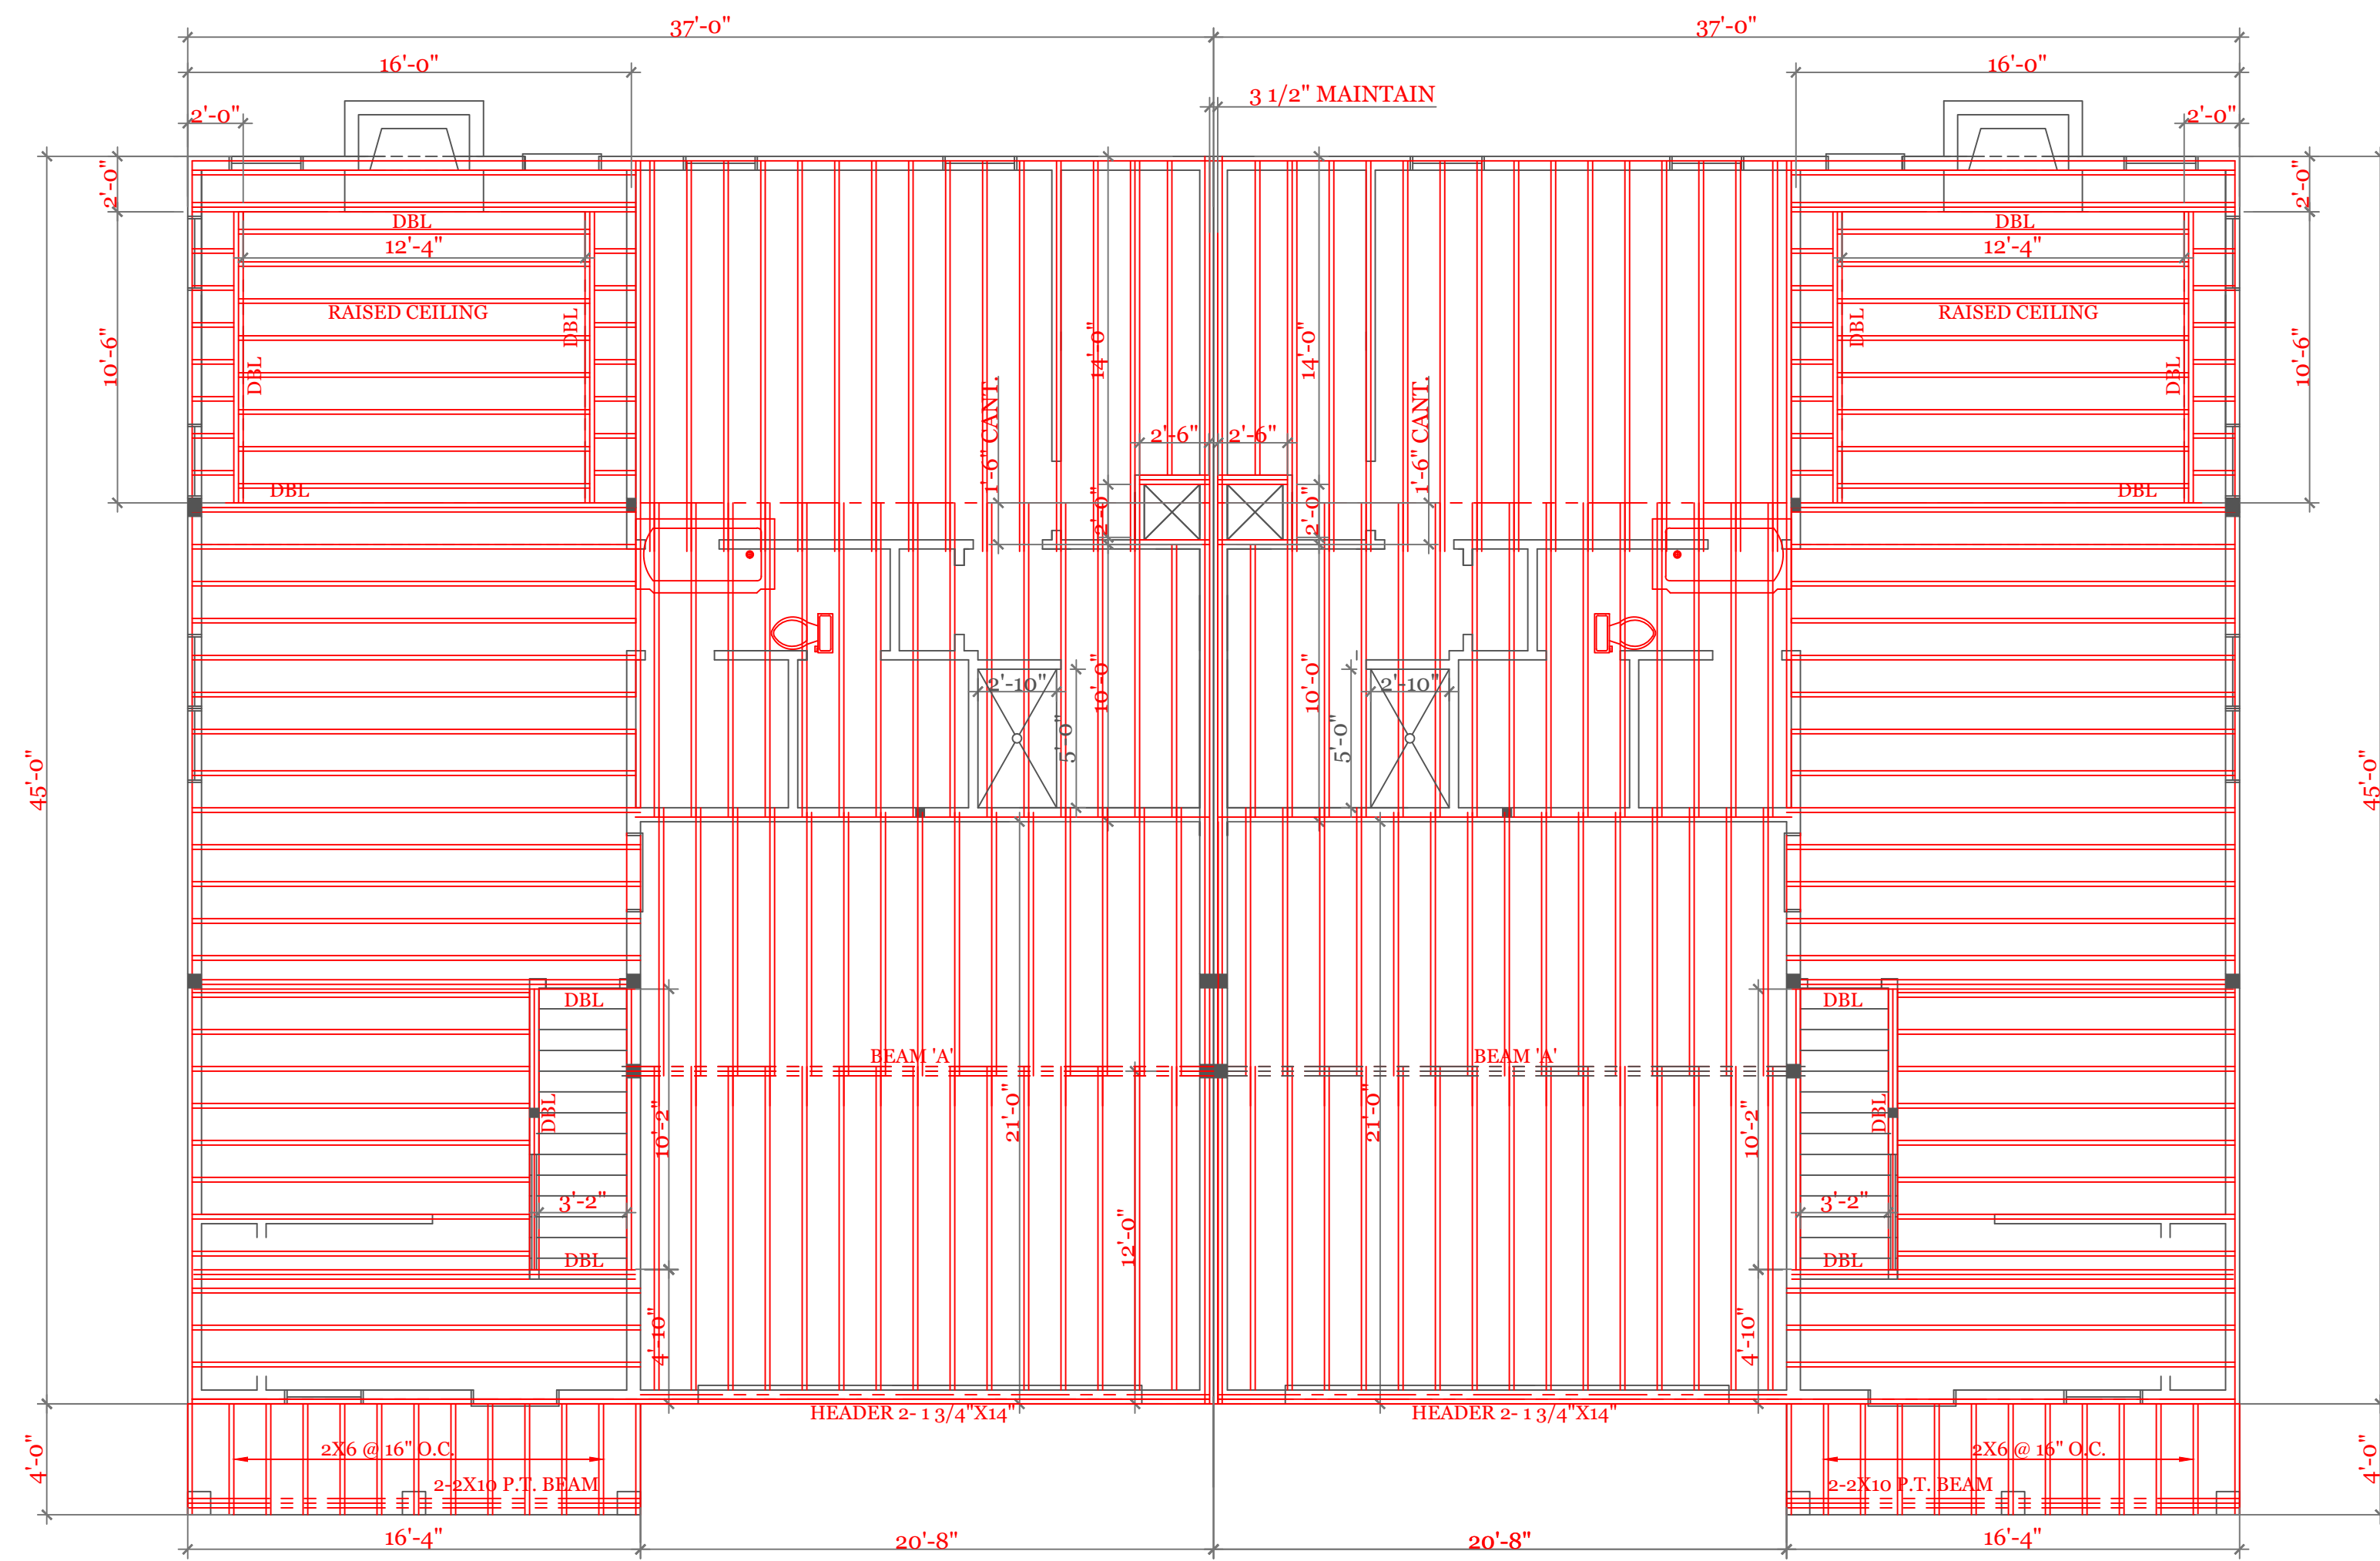 37'-0"
37'-0"
16'-0"
16'-0"
3 1/2" MAINTAIN
2'-0"
2'-0"
2'-0"
2'-0"
DBL
DBL
12'-4"
12'-4"
RAISED CEILING
RAISED CEILING
DBL
DBL
DBL
DBL
10'-6"
10'-6"
14'-0"
14'-0"
1'-6" CANT.
1'-6" CANT.
2'-6"
2'-6"
DBL
DBL
2'-0"
2'-0"
10'-0"
10'-0"
2'-10"
2'-10"
5'-0"
5'-0"
45'-0"
45'-0"
DBL
DBL
BEAM 'A'
BEAM 'A'
DBL
DBL
10'-2"
10'-2"
21'-0"
21'-0"
3'-2"
3'-2"
12'-0"
DBL
DBL
4'-10"
4'-10"
HEADER 2- 1 3/4"X14"
HEADER 2- 1 3/4"X14"
2X6 @ 16" O.C.
2X6 @ 16" O.C.
4'-0"
4'-0"
2-2X10 P.T. BEAM
2-2X10 P.T. BEAM
16'-4"
20'-8"
20'-8"
16'-4"